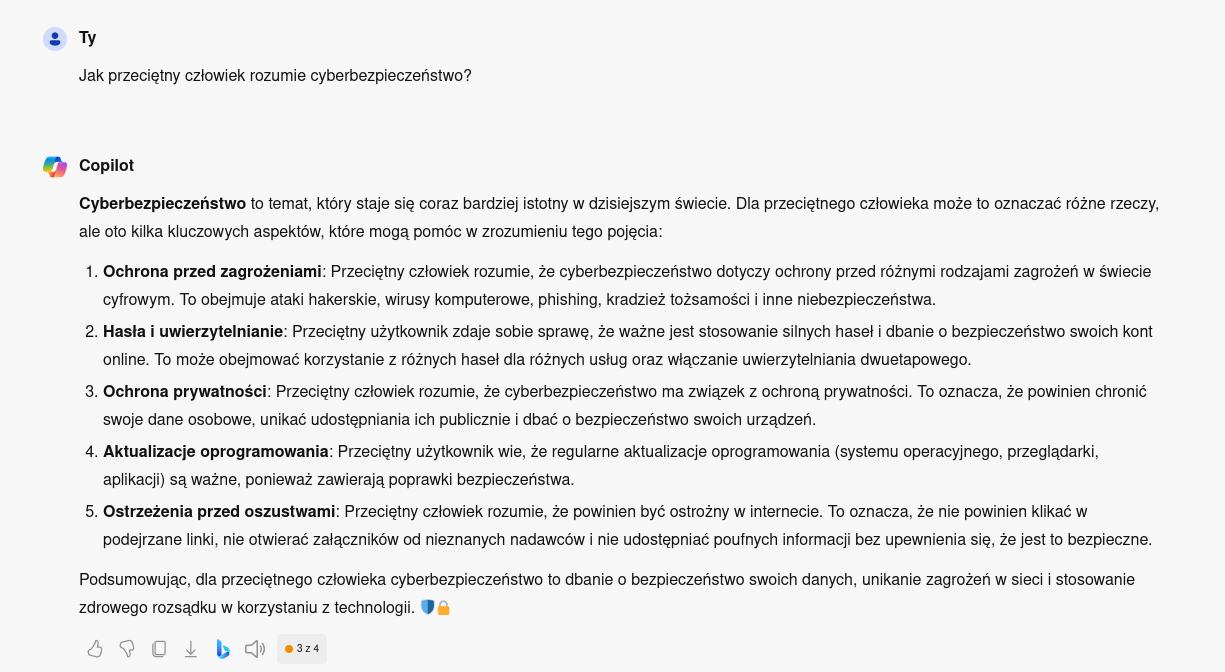 Ty
Jak przeciętny człowiek rozumie cyberbezpieczeństwo?
Copilot
Cyberbezpieczeństwo to temat, który staje się coraz bardziej istotny w dzisiejszym świecie. Dla przeciętnego człowieka może to oznaczać różne rzeczy,
ale oto kilka kluczowych aspektów, które mogą pomóc w zrozumieniu tego pojęcia:
1. Ochrona przed zagrożeniami: Przeciętny człowiek rozumie, że cyberbezpieczeństwo dotyczy ochrony przed różnymi rodzajami zagrożeń w świecie
cyfrowym. To obejmuje ataki hakerskie, wirusy komputerowe, phishing, kradzież tożsamości i inne niebezpieczeństwa.
2. Hasła i uwierzytelnianie: Przeciętny użytkownik zdaje sobie sprawę, że ważne jest stosowanie silnych haseł i dbanie o bezpieczeństwo swoich kont
online. To może obejmować korzystanie z różnych haseł dla różnych usług oraz włączanie uwierzytelniania dwuetapowego.
3. Ochrona prywatności: Przeciętny człowiek rozumie, że cyberbezpieczeństwo ma związek z ochroną prywatności. To oznacza, że powinien chronić
swoje dane osobowe, unikać udostępniania ich publicznie i dbać o bezpieczeństwo swoich urządzeń.
4. Aktualizacje oprogramowania: Przeciętny użytkownik wie, że regularne aktualizacje oprogramowania (systemu operacyjnego, przeglądarki,
aplikacji) są ważne, ponieważ zawierają poprawki bezpieczeństwa.
5. Ostrzeżenia przed oszustwami: Przeciętny człowiek rozumie, że powinien być ostrożny w internecie. To oznacza, że nie powinien klikać w
podejrzane linki, nie otwierać załączników od nieznanych nadawców i nie udostępniać poufnych informacji bez upewnienia się, że jest to bezpieczne.
Podsumowując, dla przeciętnego człowieka cyberbezpieczeństwo to dbanie o bezpieczeństwo swoich danych, unikanie zagrożeń w sieci i stosowanie
zdrowego rozsądku w korzystaniu z technologii.
3 z 4